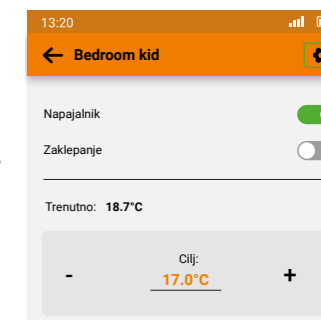 13:20
Bedroom kid
Napajalnik
Zaklepanje
Trenutno: 18.7°C
Cilj:
- 17.0°C +